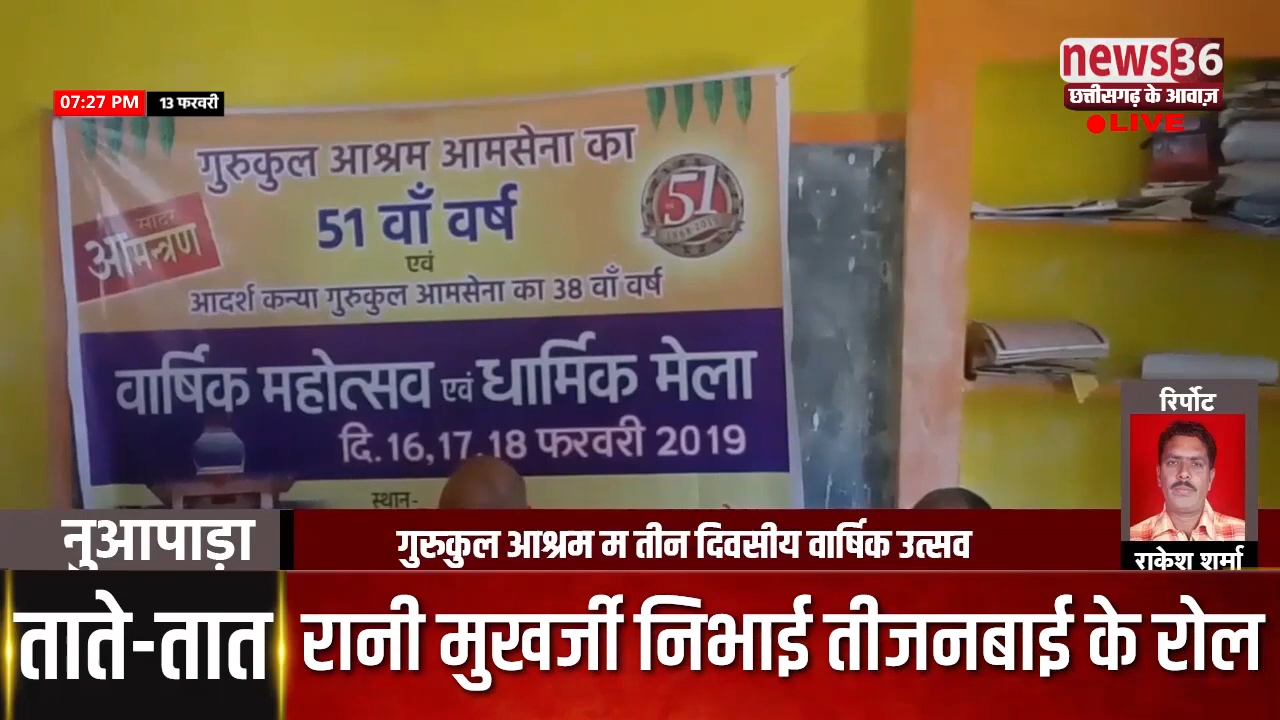 news36
छत्तीसगढ़ के आवाज़
LIVE
07:27 PM
13 फरवरी
गुरुकुल आश्रम आमसेना का
51 वाँ वर्ष
51
सादर
आमन्त्रण
एवं
आदर्श कन्या गुरुकुल आमसेना का 38 वाँ वर्ष
वार्षिक महोत्सव एवं धार्मिक मेला
दि. 16, 17, 18 फरवरी 2019
स्थान-
रिर्पोट
राकेश शर्मा
नुआपाड़ा
गुरुकुल आश्रम म तीन दिवसीय वार्षिक उत्सव
ताते-तात
रानी मुखर्जी निभाई तीजनबाई के रोल